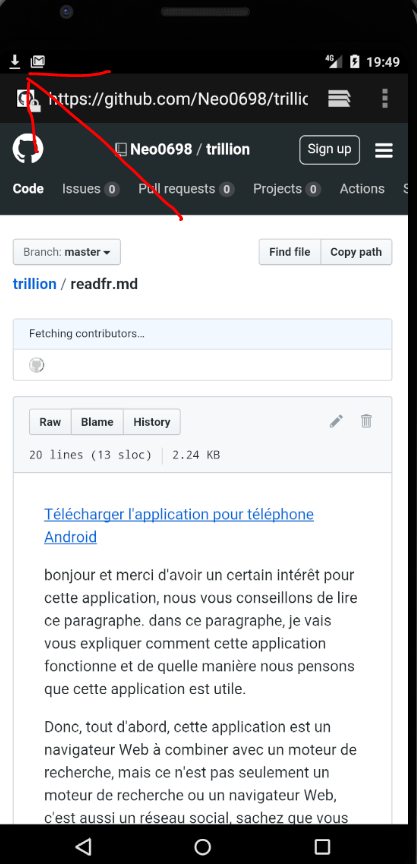 4G 19:49
https://github.com/Neo0698/trillic
Neo0698 / trillion Sign up
Code Issues 0 Pull requests 0 Projects 0 Actions S
Branch: master Find file Copy path
trillion / readfr.md
Fetching contributors…
Raw Blame History
20 lines (13 sloc) 2.24 KB
Télécharger l'application pour téléphone
Android
bonjour et merci d'avoir un certain intérêt pour
cette application, nous vous conseillons de lire
ce paragraphe. dans ce paragraphe, je vais
vous expliquer comment cette application
fonctionne et de quelle manière nous pensons
que cette application est utile.
Donc, tout d'abord, cette application est un
navigateur Web à combiner avec un moteur de
recherche, mais ce n'est pas seulement un
moteur de recherche ou un navigateur Web,
c'est aussi un réseau social, sachez que vous